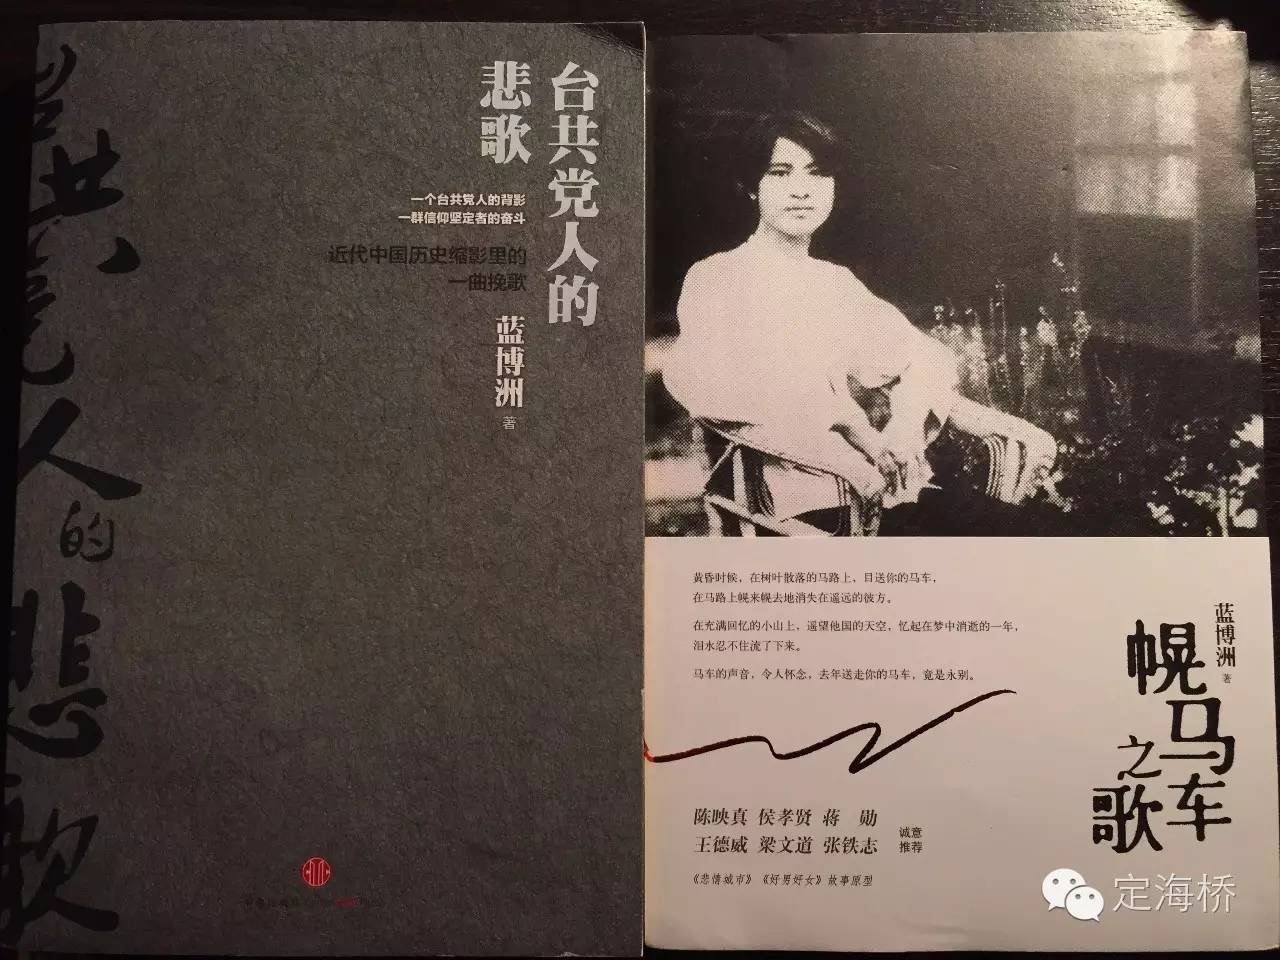 台共党人的
悲歌
一个台共党人的背影
一群信仰坚定者的奋斗
近代中国历史缩影里的
一曲挽歌
蓝博洲
著
共党人的悲歌
黄昏时候，在树叶散落的马路上，目送你的马车，
在马路上幌来幌去地消失在遥远的彼方。
在充满回忆的小山上，遥望他国的天空，忆起在梦中消逝的一年，
泪水忍不住流了下来。
马车的声音，令人怀念，去年送走你的马车，竟是永别。
蓝博洲
著
幌马车
之歌
陈映真 侯孝贤 蒋 勋
王德威 梁文道 张铁志
诚意
推荐
《悲情城市》《好男好女》故事原型
定海桥